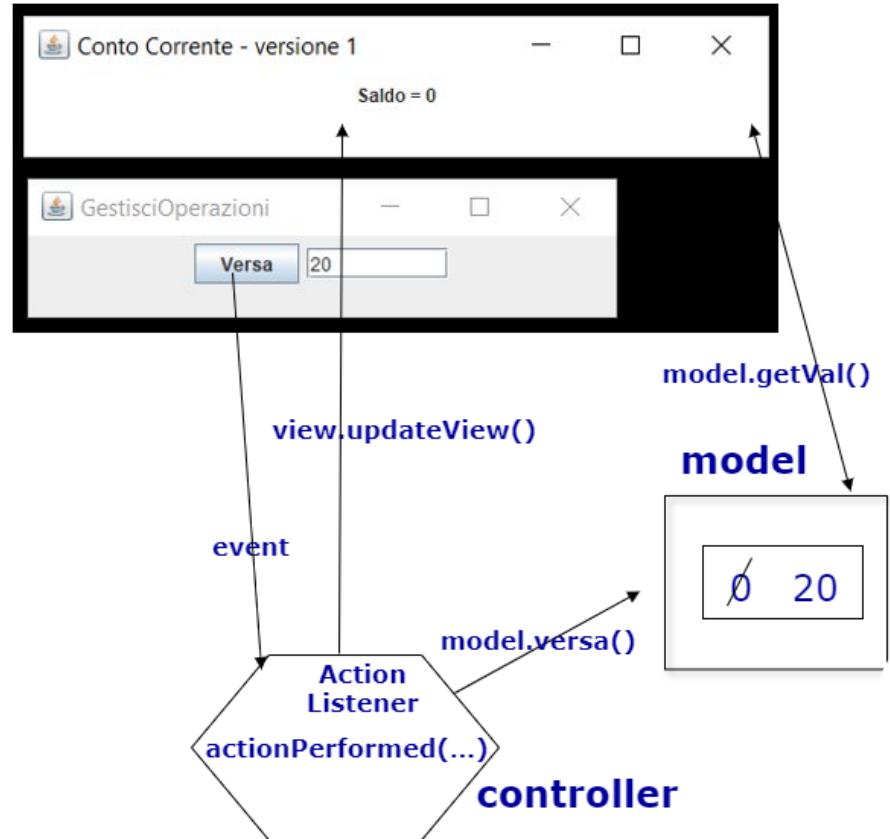 Conto Corrente - versione 1
Saldo = 0
GestisciOperazioni
Versa
20
model.getVal()
view.updateView()
model
event
0 20
model.versa()
Action
Listener
actionPerformed(...)
controller